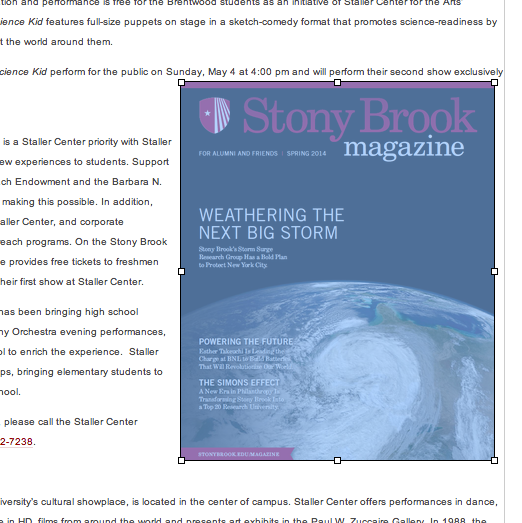 tion and performance is free for the Brentwood students as an initiative of Staller Center for the Arts'
ience Kid features full-size puppets on stage in a sketch-comedy format that promotes science-readiness by
t the world around them.
cience Kid perform for the public on Sunday, May 4 at 4:00 pm and will perform their second show exclusively
is a Staller Center priority with Staller
ew experiences to students. Support
ch Endowment and the Barbara N.
making this possible. In addition,
aller Center, and corporate
reach programs. On the Stony Brook
e provides free tickets to freshmen
heir first show at Staller Center.
has been bringing high school
ny Orchestra evening performances,
ol to enrich the experience.  Staller
ps, bringing elementary students to
hool.
please call the Staller Center
2-7238.
Stony Brook
magazine
FOR ALUMNI AND FRIENDS | SPRING 2014
WEATHERING THE
NEXT BIG STORM
Stony Brook's Storm Surge
Research Group Has a Bold Plan
to Protect New York City.
POWERING THE FUTURE
Esther Takeuchi Is Leading the
Charge at BNL to Build Batteries
That Will Revolutionize Our World
THE SIMONS EFFECT
A New Era in Philanthropy Is
Transforming Stony Brook Into
a Top 20 Research University
STONYBROOK.EDU/MAGAZINE
iversity's cultural showplace, is located in the center of campus. Staller Center offers performances in dance,
e in HD, films from around the world and presents art exhibits in the Paul W. Zuccaire Gallery. In 1988, the